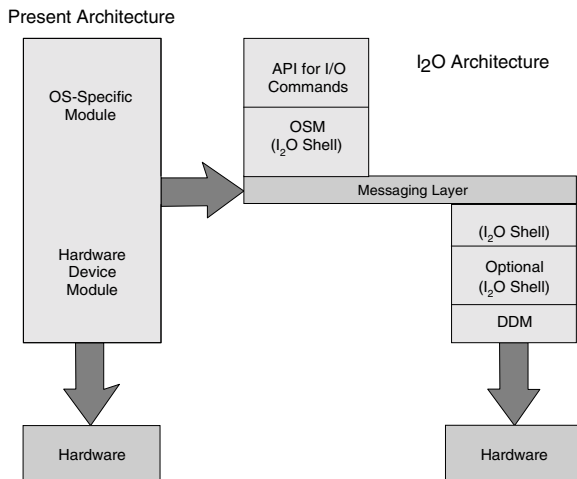 Present Architecture
I₂O Architecture
OS-Specific
Module
Hardware
Device
Module
Hardware
API for I/O
Commands
OSM
(I₂O Shell)
Messaging Layer
(I₂O Shell)
Optional
(I₂O Shell)
DDM
Hardware